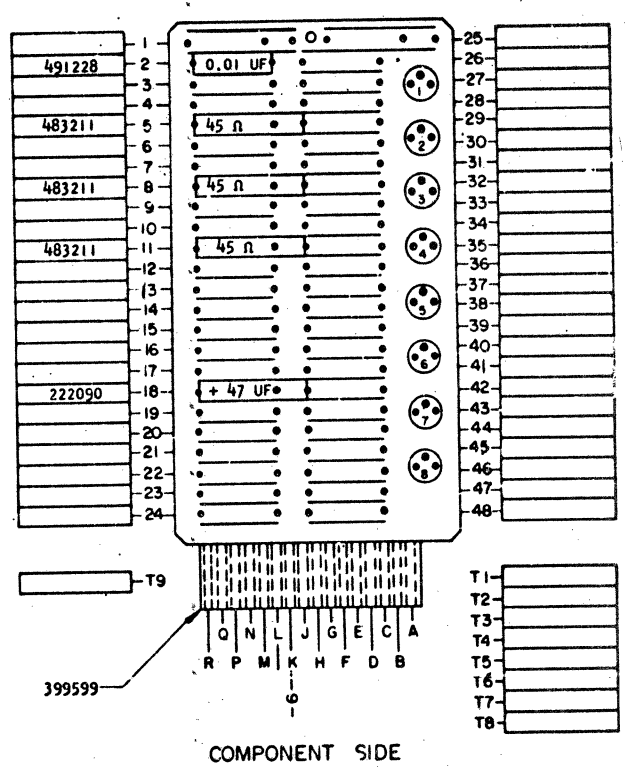 1 25
491228 2 0.01 UF 26
3 27
4 28
483211 5 45 Ω 29
6 30
7 31
483211 8 45 Ω 32
9 33
10 34
483211 11 45 Ω 35
12 36
13 37
14 38
15 39
16 40
17 41
222090 18 + 47 UF 42
19 43
20 44
21 45
22 46
23 47
24 48
1
2
3
4
5
6
7
8
T9
T1
T2
T3
T4
T5
T6
T7
T8
Q N L J G E C A
R P M K H F D B
6
399599
COMPONENT SIDE